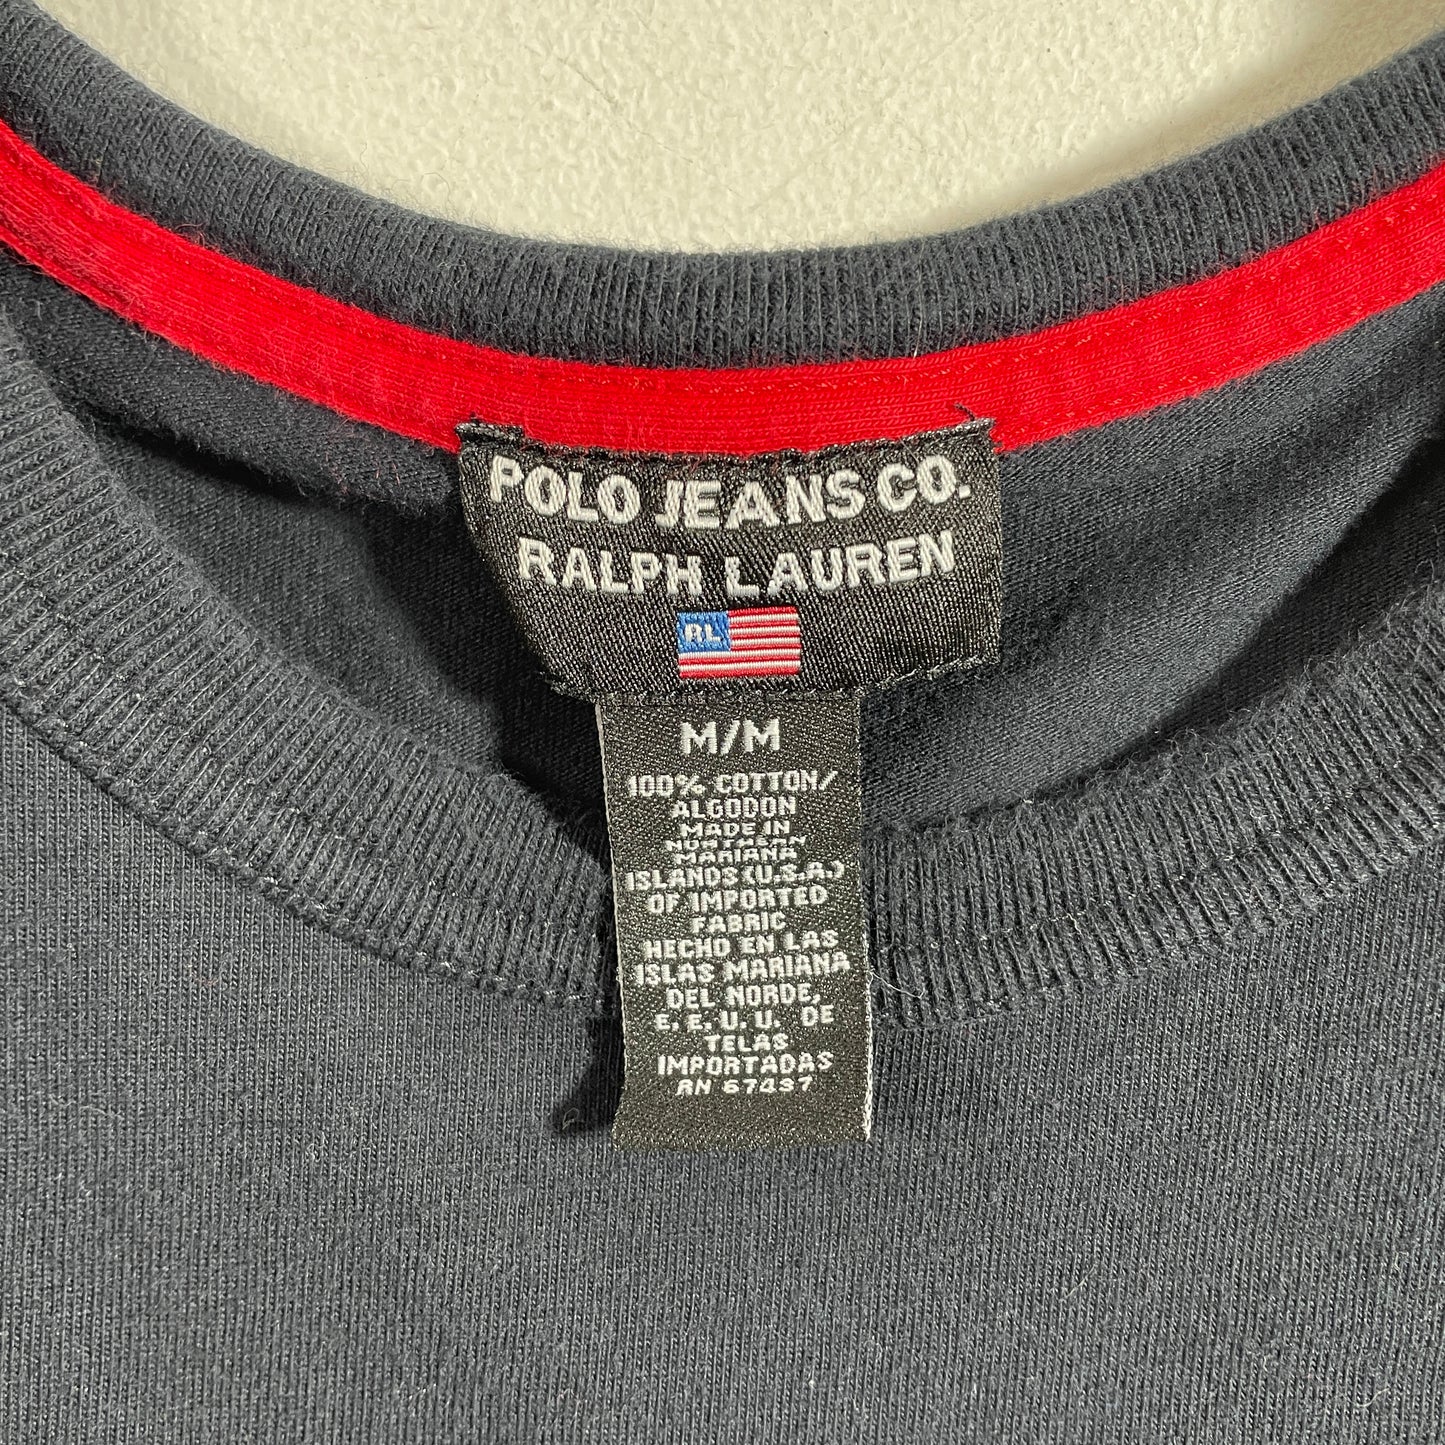 POLO JEANS CO.
RALPH LAUREN
RL
M/M
100% COTTON/
ALGODON
MADE IN
NORTHERN
MARIANA
ISLANDS(U.S.A.)
OF IMPORTED
FABRIC
HECHO EN LAS
ISLAS MARIANA
DEL NORDE,
E.E.U.U. DE
TELAS
IMPORTADAS
RN 67437